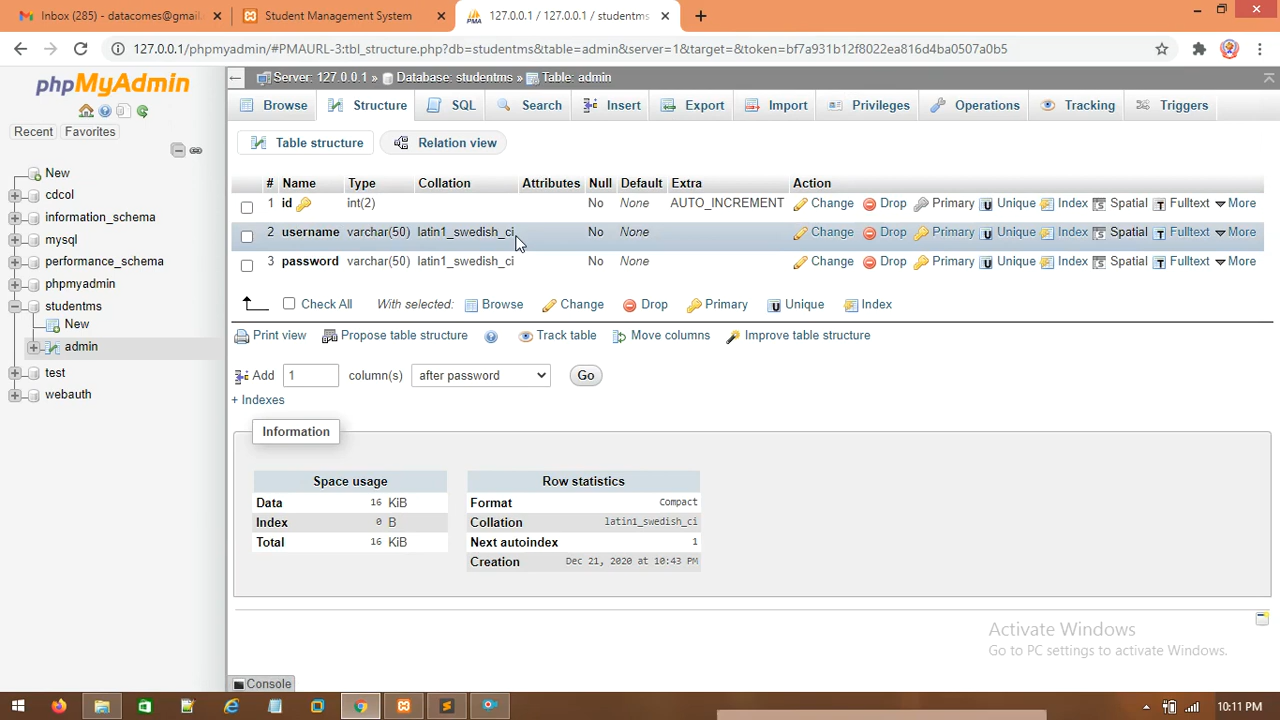 Inbox (285) - datacomes@gmail.
Student Management System
127.0.0.1 / 127.0.0.1 / studentms
127.0.0.1/phpmyadmin/#PMAURL-3:tbl_structure.php?db=studentms&table=admin&server=1&target=&token=bf7a931b12f8022ea816dca4ba0507a0b5
phpMyAdmin
Recent Favorites
New
cdcol
information_schema
mysql
performance_schema
phpmyadmin
studentms
New
admin
test
webauth
Server: 127.0.0.1 » Database: studentms » Table: admin
Browse Structure SQL Search Insert Export Import Privileges Operations Tracking Triggers
Table structure Relation view
# Name Type Collation Attributes Null Default Extra Action
1 id int(2) No None AUTO_INCREMENT Change Drop Primary Unique Index Spatial Fulltext More
2 username varchar(50) latin1_swedish_ci No None Change Drop Primary Unique Index Spatial Fulltext More
3 password varchar(50) latin1_swedish_ci No None Change Drop Primary Unique Index Spatial Fulltext More
Check All With selected: Browse Change Drop Primary Unique Index
Print view Propose table structure Track table Move columns Improve table structure
Add 1 column(s) after password Go
+ Indexes
Information
Space usage
Data 16 KiB
Index 0 B
Total 16 KiB
Row statistics
Format Compact
Collation latin1_swedish_ci
Next autoindex 1
Creation Dec 21, 2020 at 10:43 PM
Activate Windows
Go to PC settings to activate Windows.
Console
10:11 PM